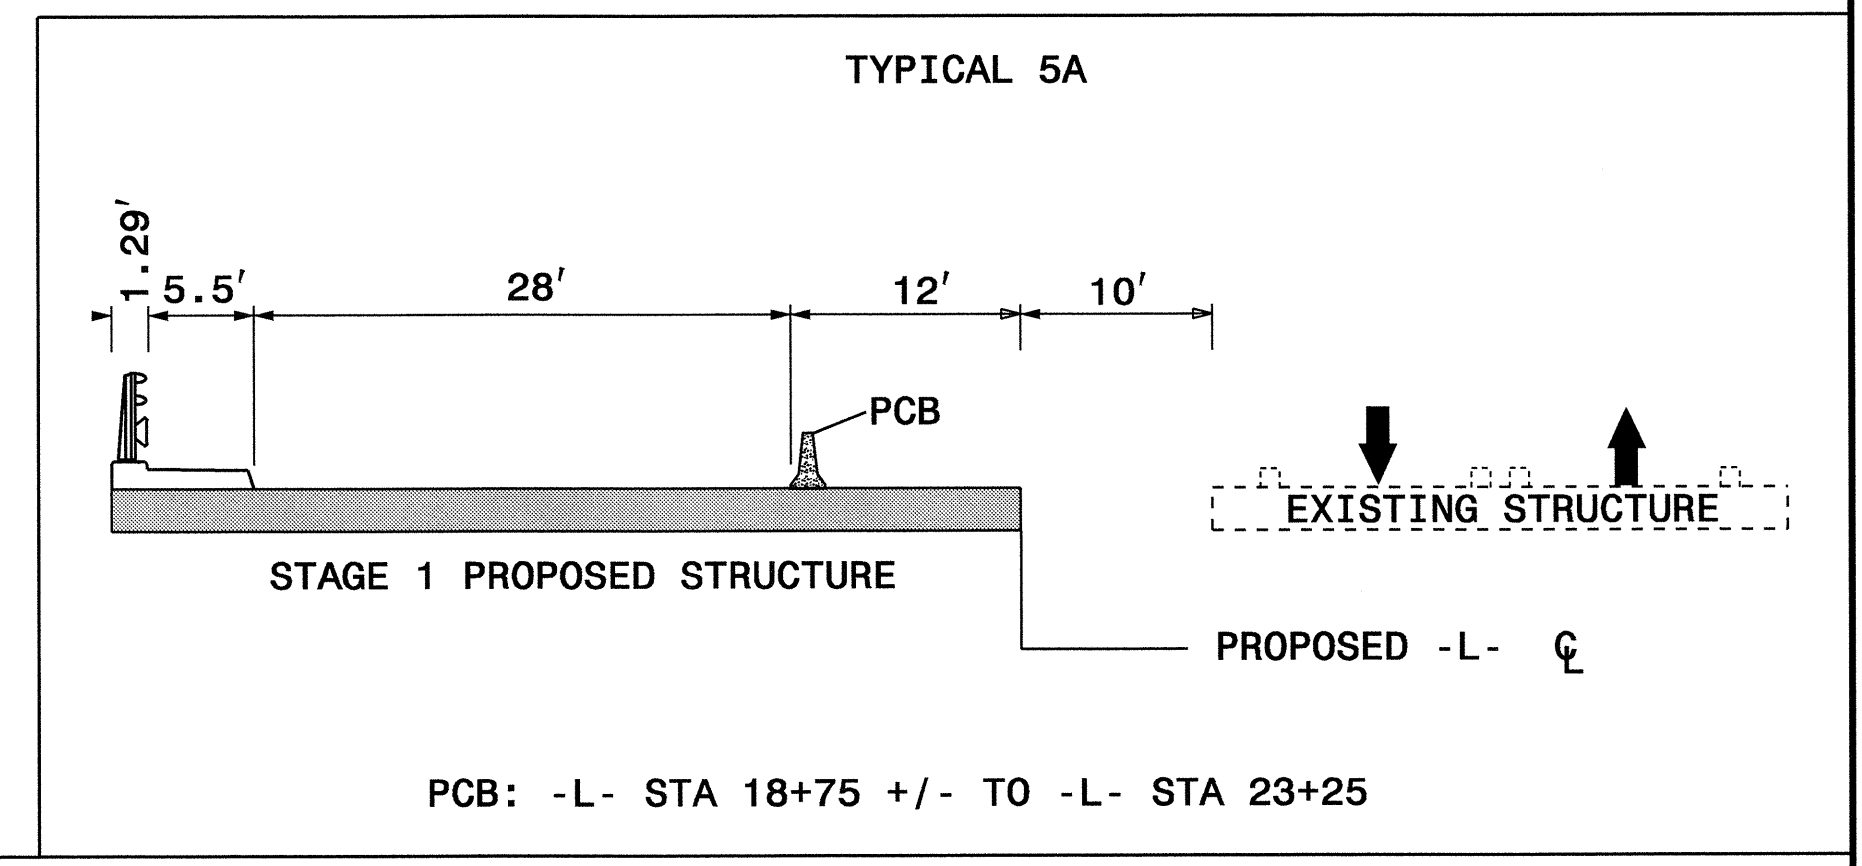 TYPICAL 5A
1.29'
5.5'
28'
12'
10'
PCB
EXISTING STRUCTURE
STAGE 1 PROPOSED STRUCTURE
PROPOSED -L- ℄
PCB: -L- STA 18+75 +/- TO -L- STA 23+25